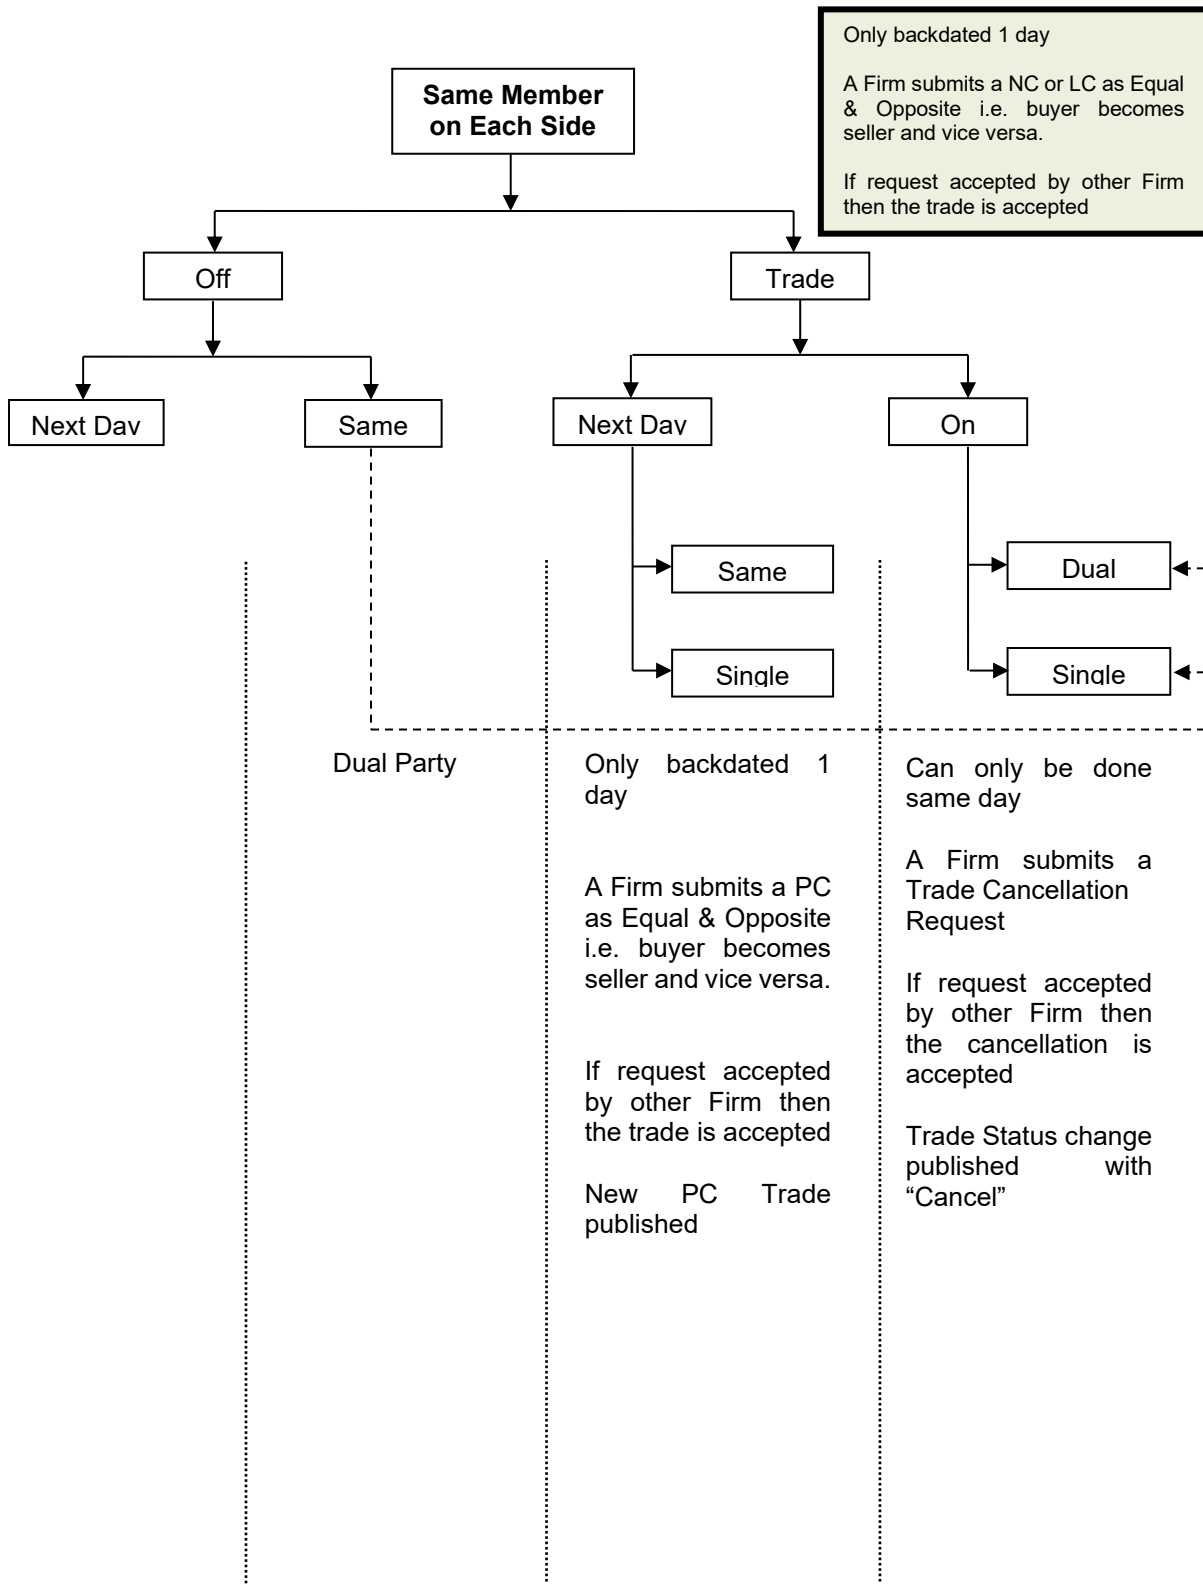 Only backdated 1 day
A Firm submits a NC or LC as Equal
& Opposite i.e. buyer becomes
seller and vice versa.
If request accepted by other Firm
then the trade is accepted
Same Member
on Each Side
Off
Trade
Next Day
Same
Next Day
On
Same
Dual
Single
Single
Dual Party
Only backdated 1
day
A Firm submits a PC
as Equal & Opposite
i.e. buyer becomes
seller and vice versa.
If request accepted
by other Firm then
the trade is accepted
New PC Trade
published
Can only be done
same day
A Firm submits a
Trade Cancellation
Request
If request accepted
by other Firm then
the cancellation is
accepted
Trade Status change
published with
“Cancel”